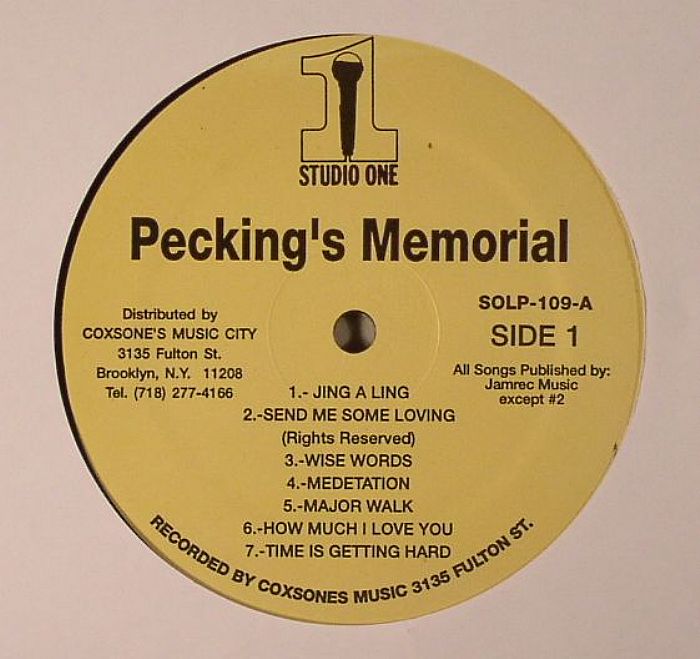 1
STUDIO ONE
Pecking's Memorial
Distributed by
COXSONE'S MUSIC CITY
3135 Fulton St.
Brooklyn, N.Y. 11208
Tel. (718) 277-4166
SOLP-109-A
SIDE 1
All Songs Published by:
Jamrec Music
except #2
1.- JING A LING
2.-SEND ME SOME LOVING
(Rights Reserved)
3.-WISE WORDS
4.-MEDETATION
5.-MAJOR WALK
6.-HOW MUCH I LOVE YOU
7.-TIME IS GETTING HARD
RECORDED BY COXSONES MUSIC 3135 FULTON ST.